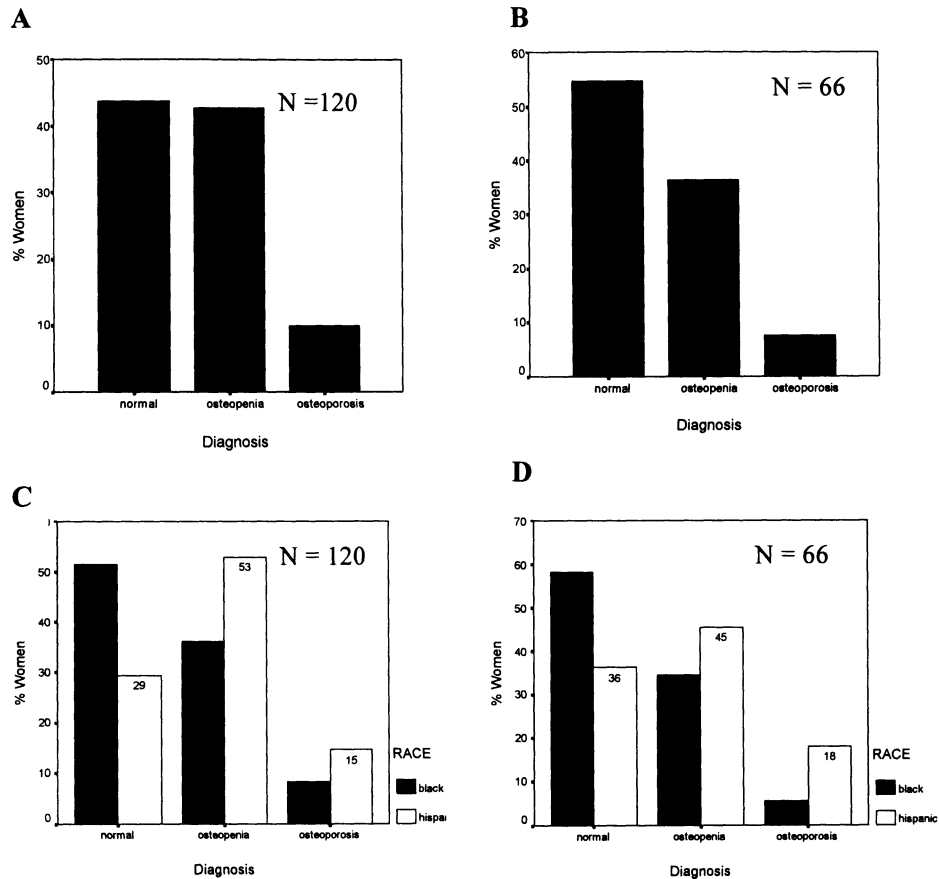 A
50
40
30
20
10
0
% Women
N =120
normal osteopenia osteoporosis
Diagnosis
B
60
50
40
30
20
10
0
% Women
N = 66
normal osteopenia osteoporosis
Diagnosis
C
50
40
30
20
10
0
% Women
N = 120
29
53
15
normal osteopenia osteoporosis
Diagnosis
RACE
black
hispa
D
70
60
50
40
30
20
10
0
% Women
N = 66
36
45
18
normal osteopenia osteoporosis
Diagnosis
RACE
black
hispanic